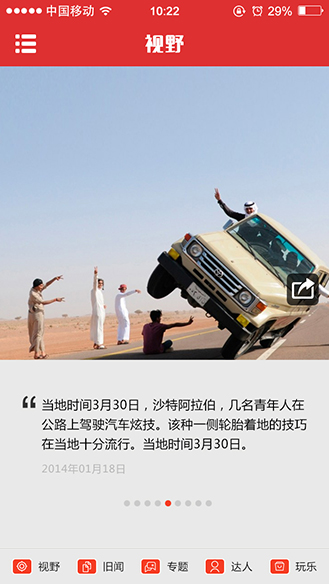 中国移动 10:22 29%
视野
当地时间3月30日，沙特阿拉伯，几名青年人在
公路上驾驶汽车炫技。该种一侧轮胎着地的技巧
在当地十分流行。当地时间3月30日。
2014年01月18日
视野 旧闻 专题 达人 玩乐